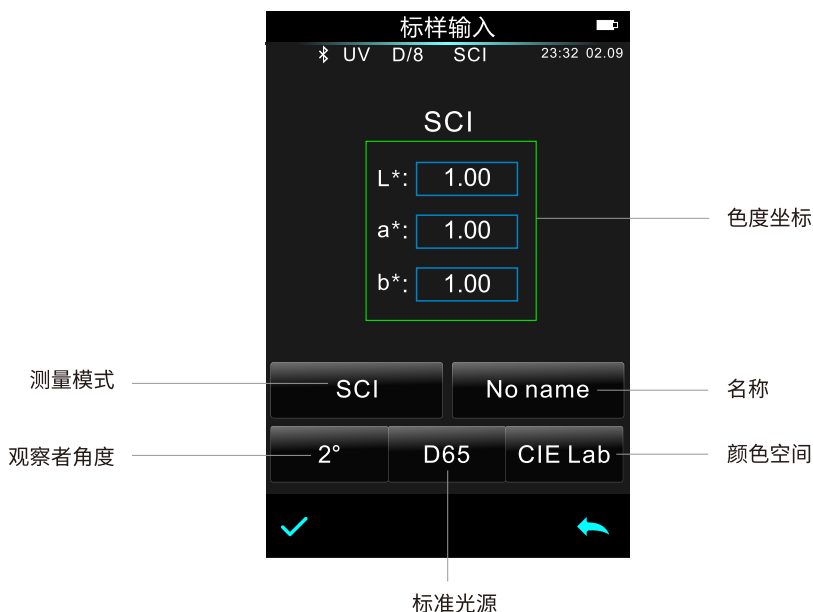 标样输入
UV D/8 SCI 23:32 02.09
SCI
L*: 1.00
色度坐标
a*: 1.00
b*: 1.00
测量模式
SCI
No name
名称
观察者角度
2°
D65
CIE Lab
颜色空间
标准光源